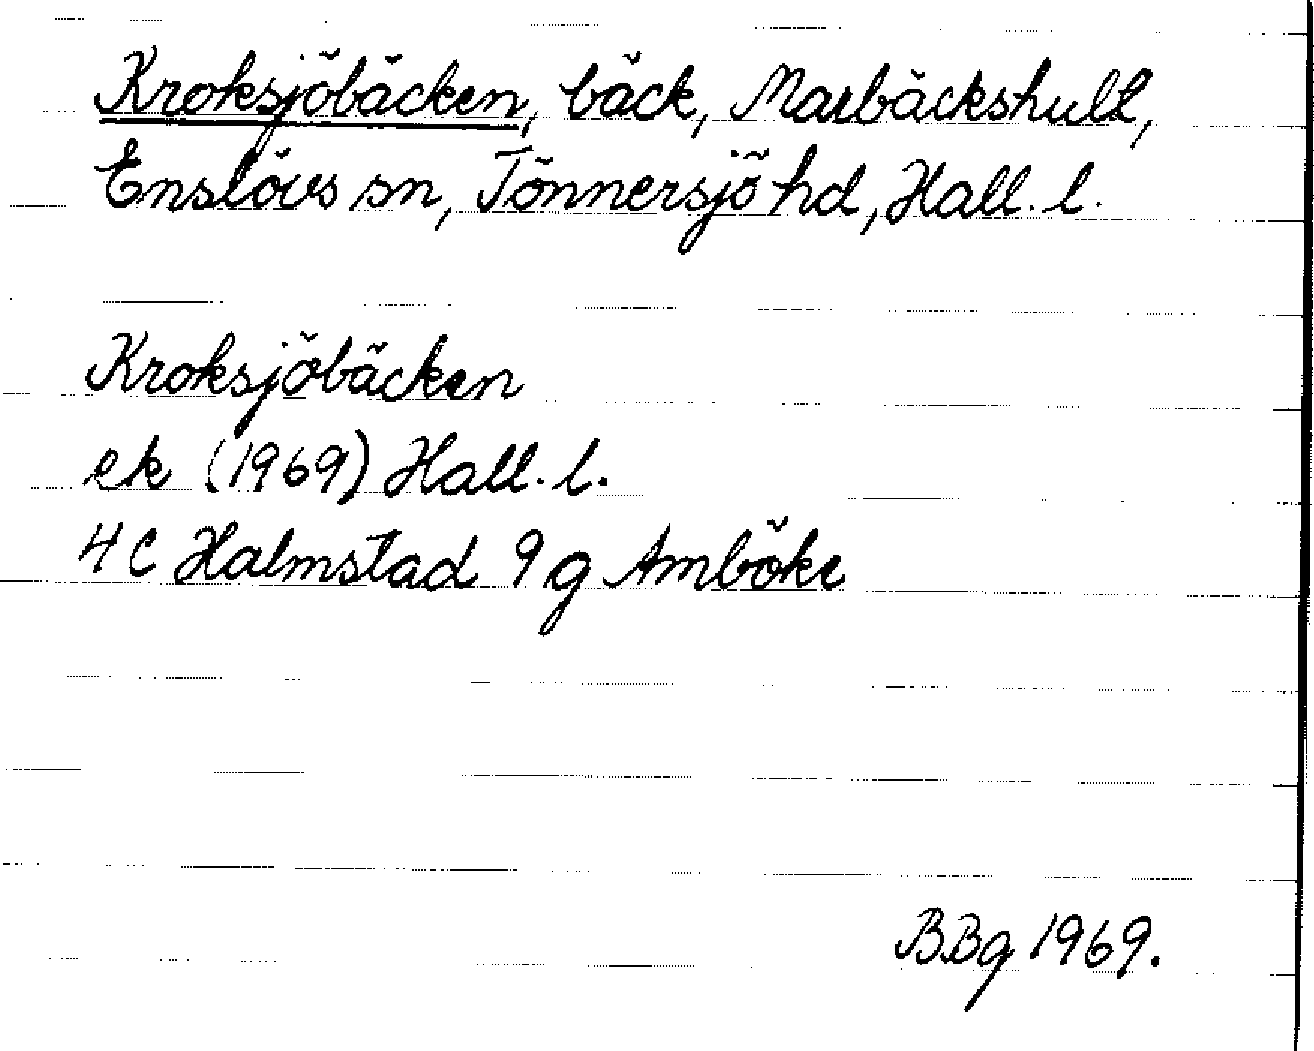 Kroksjöbäcken, bäck, Marbäckshult,
Enslövs sn, Tönnersjö hd, Hall. l.
Kroksjöbäcken
ek (1969) Hall. l.
4 C Halmstad 9 g Amböke
BBg 1969.